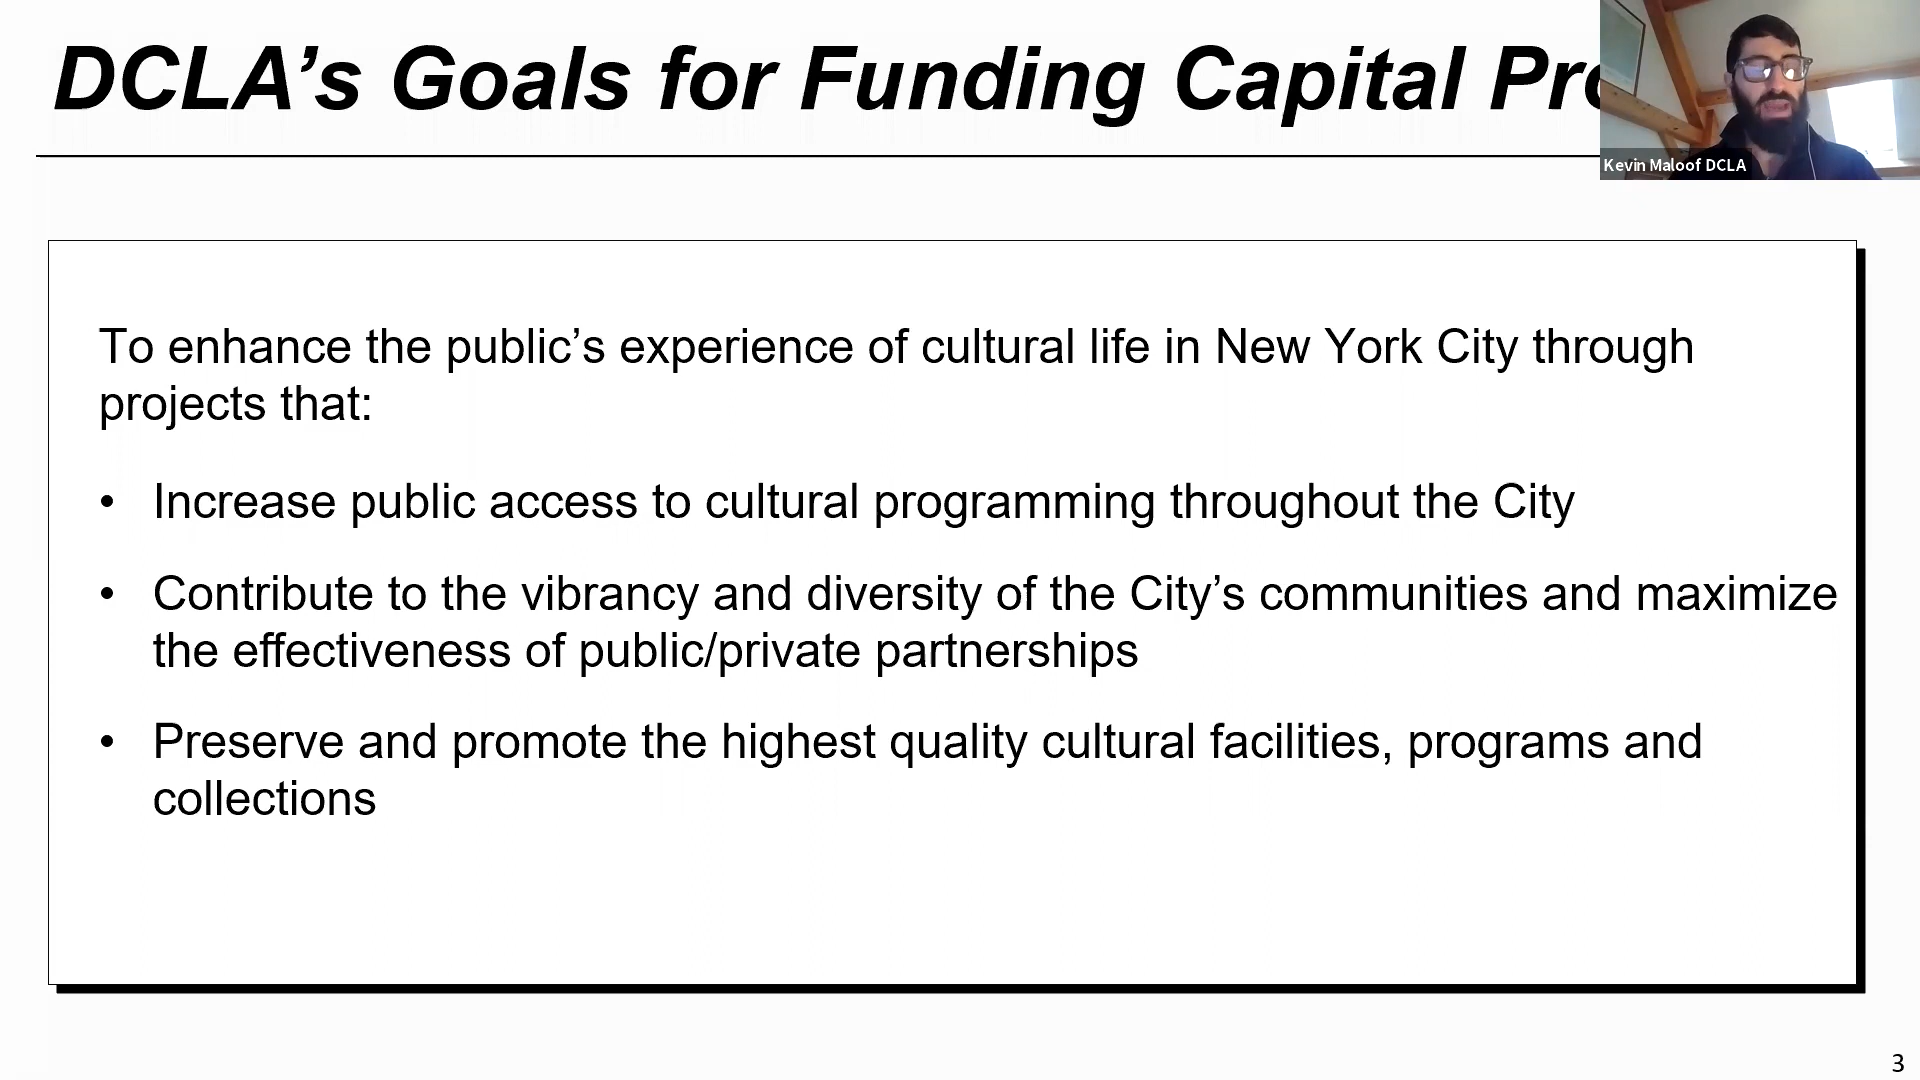 DCLA’s Goals for Funding Capital Pro
Kevin Maloof DCLA
To enhance the public’s experience of cultural life in New York City through
projects that:
• Increase public access to cultural programming throughout the City
• Contribute to the vibrancy and diversity of the City’s communities and maximize
the effectiveness of public/private partnerships
• Preserve and promote the highest quality cultural facilities, programs and
collections
3